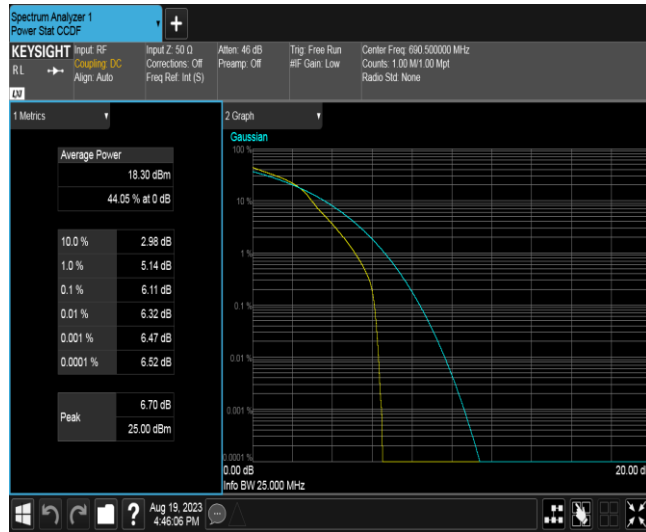 Spectrum Analyzer 1
Power Stat CCDF
KEYSIGHT
Input: RF
Coupling: DC
Align: Auto
Input Z: 50 Ω
Corrections: Off
Freq Ref: Int (S)
Atten: 46 dB
Preamp: Off
Trig: Free Run
#IF Gain: Low
Center Freq: 690.500000 MHz
Counts: 1.00 M/1.00 Mpt
Radio Std: None
R L
LXI
1 Metrics
Average Power
18.30 dBm
44.05 % at 0 dB
10.0 % 2.98 dB
1.0 % 5.14 dB
0.1 % 6.11 dB
0.01 % 6.32 dB
0.001 % 6.47 dB
0.0001 % 6.52 dB
Peak
6.70 dB
25.00 dBm
2 Graph
Gaussian
100 %
10 %
1 %
0.1 %
0.01 %
0.001 %
0.0001 %
0.00 dB
20.00 d
Info BW 25.000 MHz
?
Aug 19, 2023
4:46:06 PM